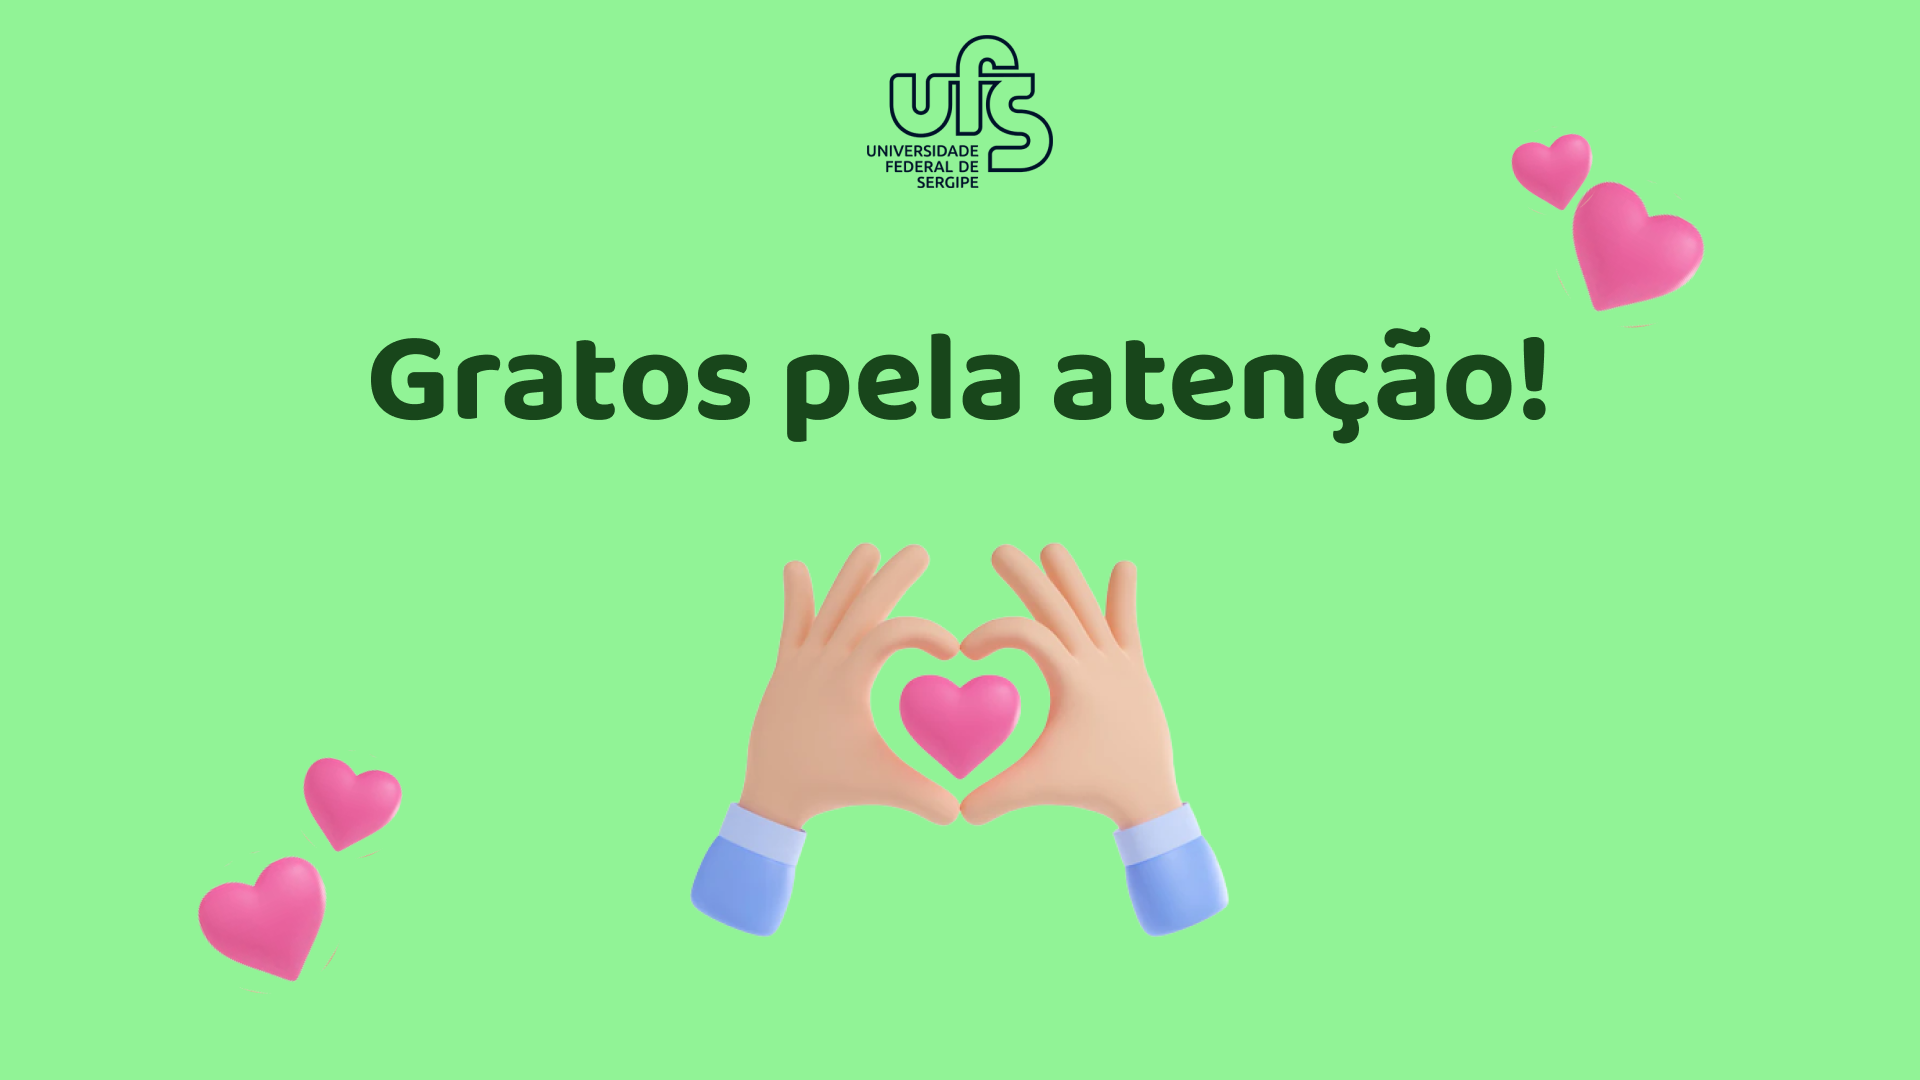 ufs
UNIVERSIDADE
FEDERAL DE
SERGIPE
Gratos pela atenção!